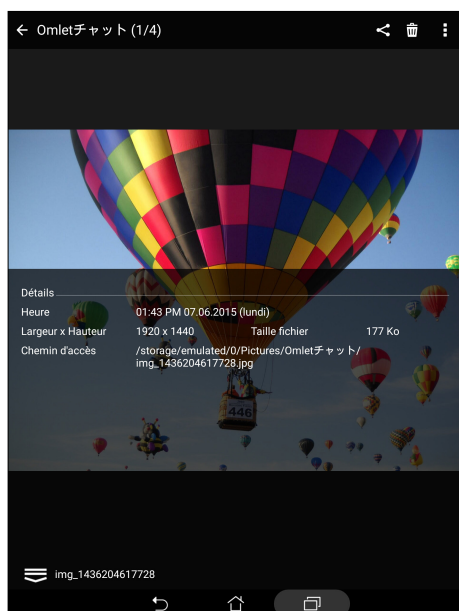 Omletチャット (1/4)
Détails
Heure 01:43 PM 07.06.2015 (lundi)
Largeur x Hauteur 1920 x 1440 Taille fichier 177 Ko
Chemin d'accès /storage/emulated/0/Pictures/Omletチャット/
img_1436204617728.jpg
446
img_1436204617728